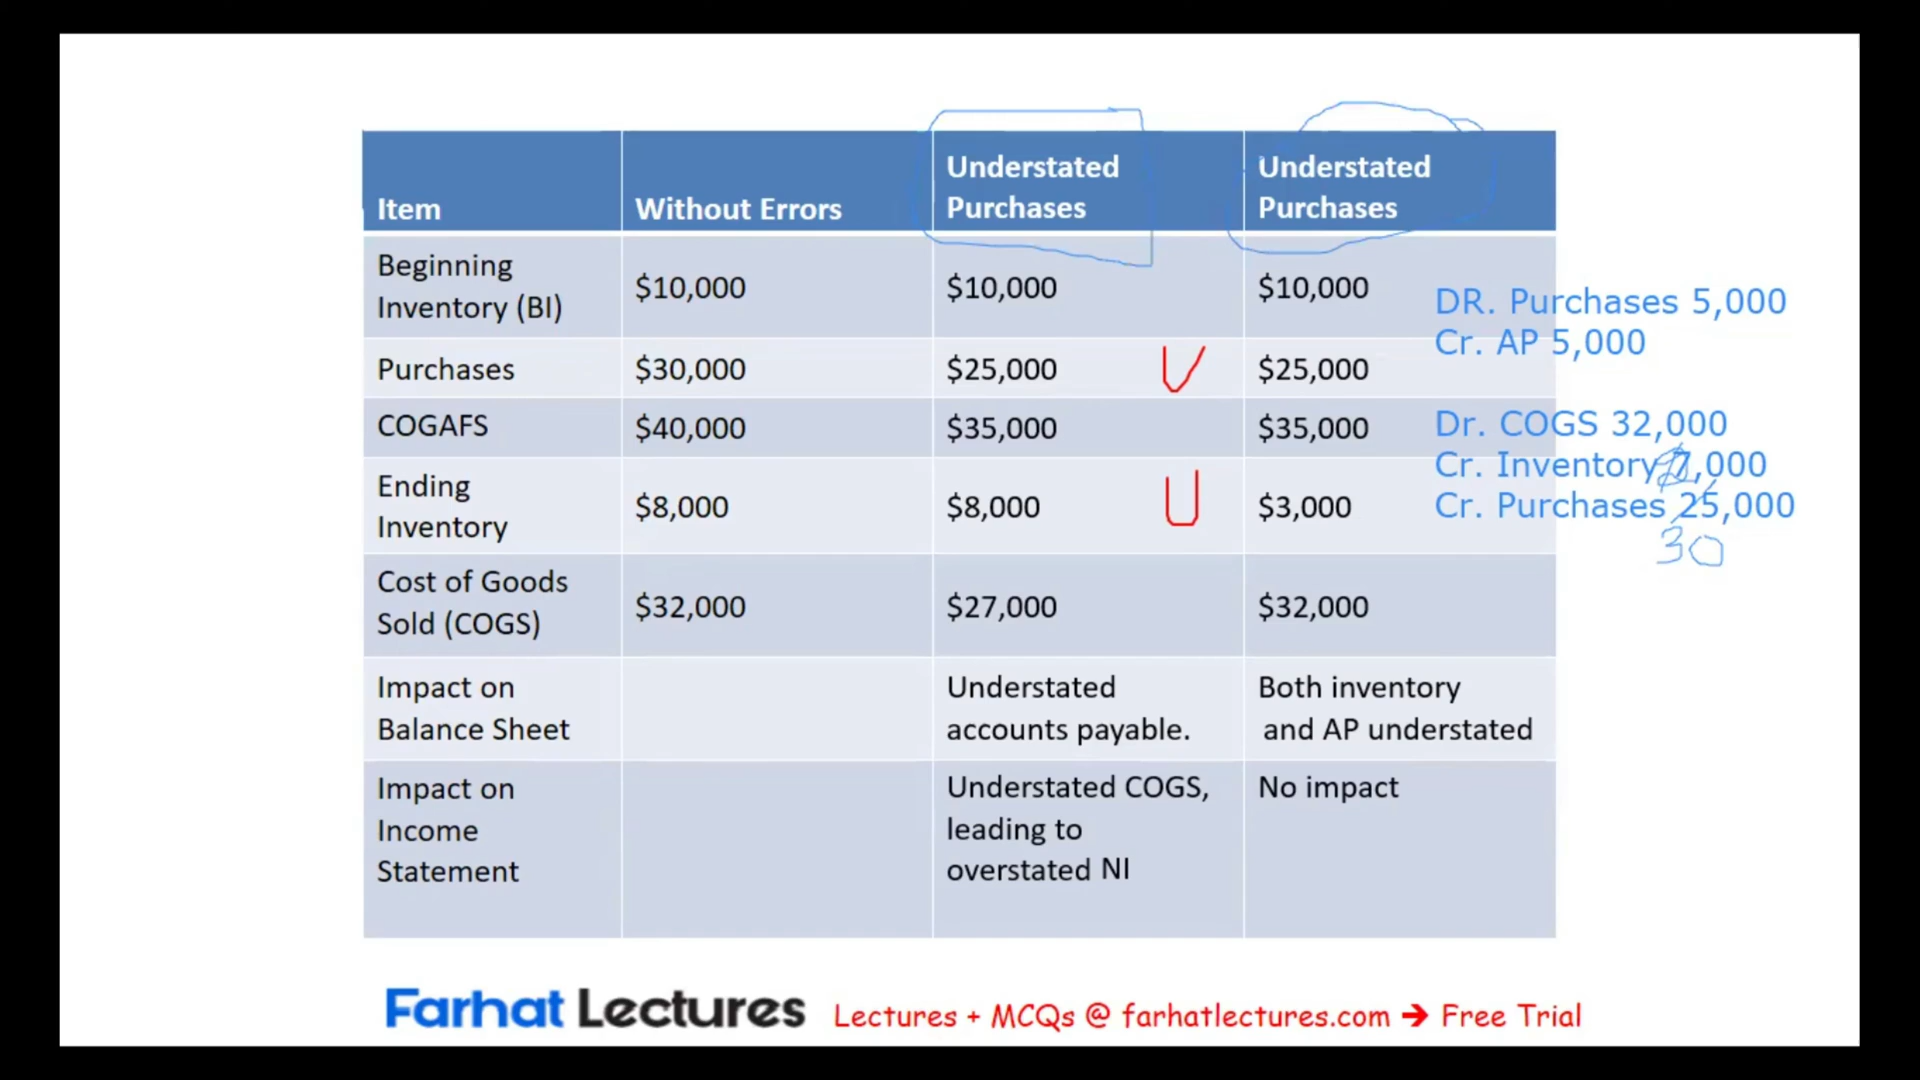 Item
Without Errors
Understated
Purchases
Understated
Purchases
Beginning
Inventory (BI)
$10,000
$10,000
$10,000
DR. Purchases 5,000
Cr. AP 5,000
Purchases
$30,000
$25,000
$25,000
COGAFS
$40,000
$35,000
$35,000
Dr. COGS 32,000
Cr. Inventory ,000
Cr. Purchases 25,000
30
Ending
Inventory
$8,000
$8,000
$3,000
Cost of Goods
Sold (COGS)
$32,000
$27,000
$32,000
Impact on
Balance Sheet
Understated
accounts payable.
Both inventory
and AP understated
Impact on
Income
Statement
Understated COGS,
leading to
overstated NI
No impact
Farhat Lectures
Lectures + MCQs @ farhatlectures.com ➔ Free Trial